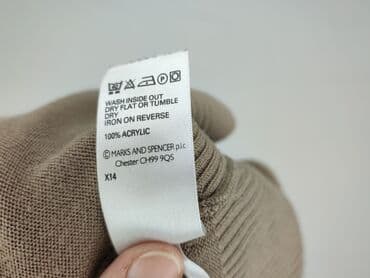 WASH INSIDE OUT
DRY FLAT OR TUMBLE
DRY
IRON ON REVERSE
100% ACRYLIC
© MARKS AND SPENCER p.l.c
Chester CH99 9QS
X14